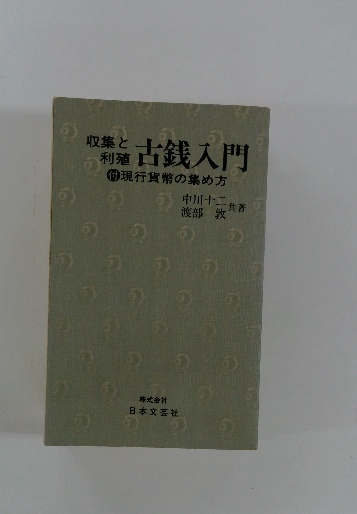 収集と
利殖
古銭入門
付現行貨幣の集め方
中川十二
渡部 敦
共著
株式会社
日本文芸社